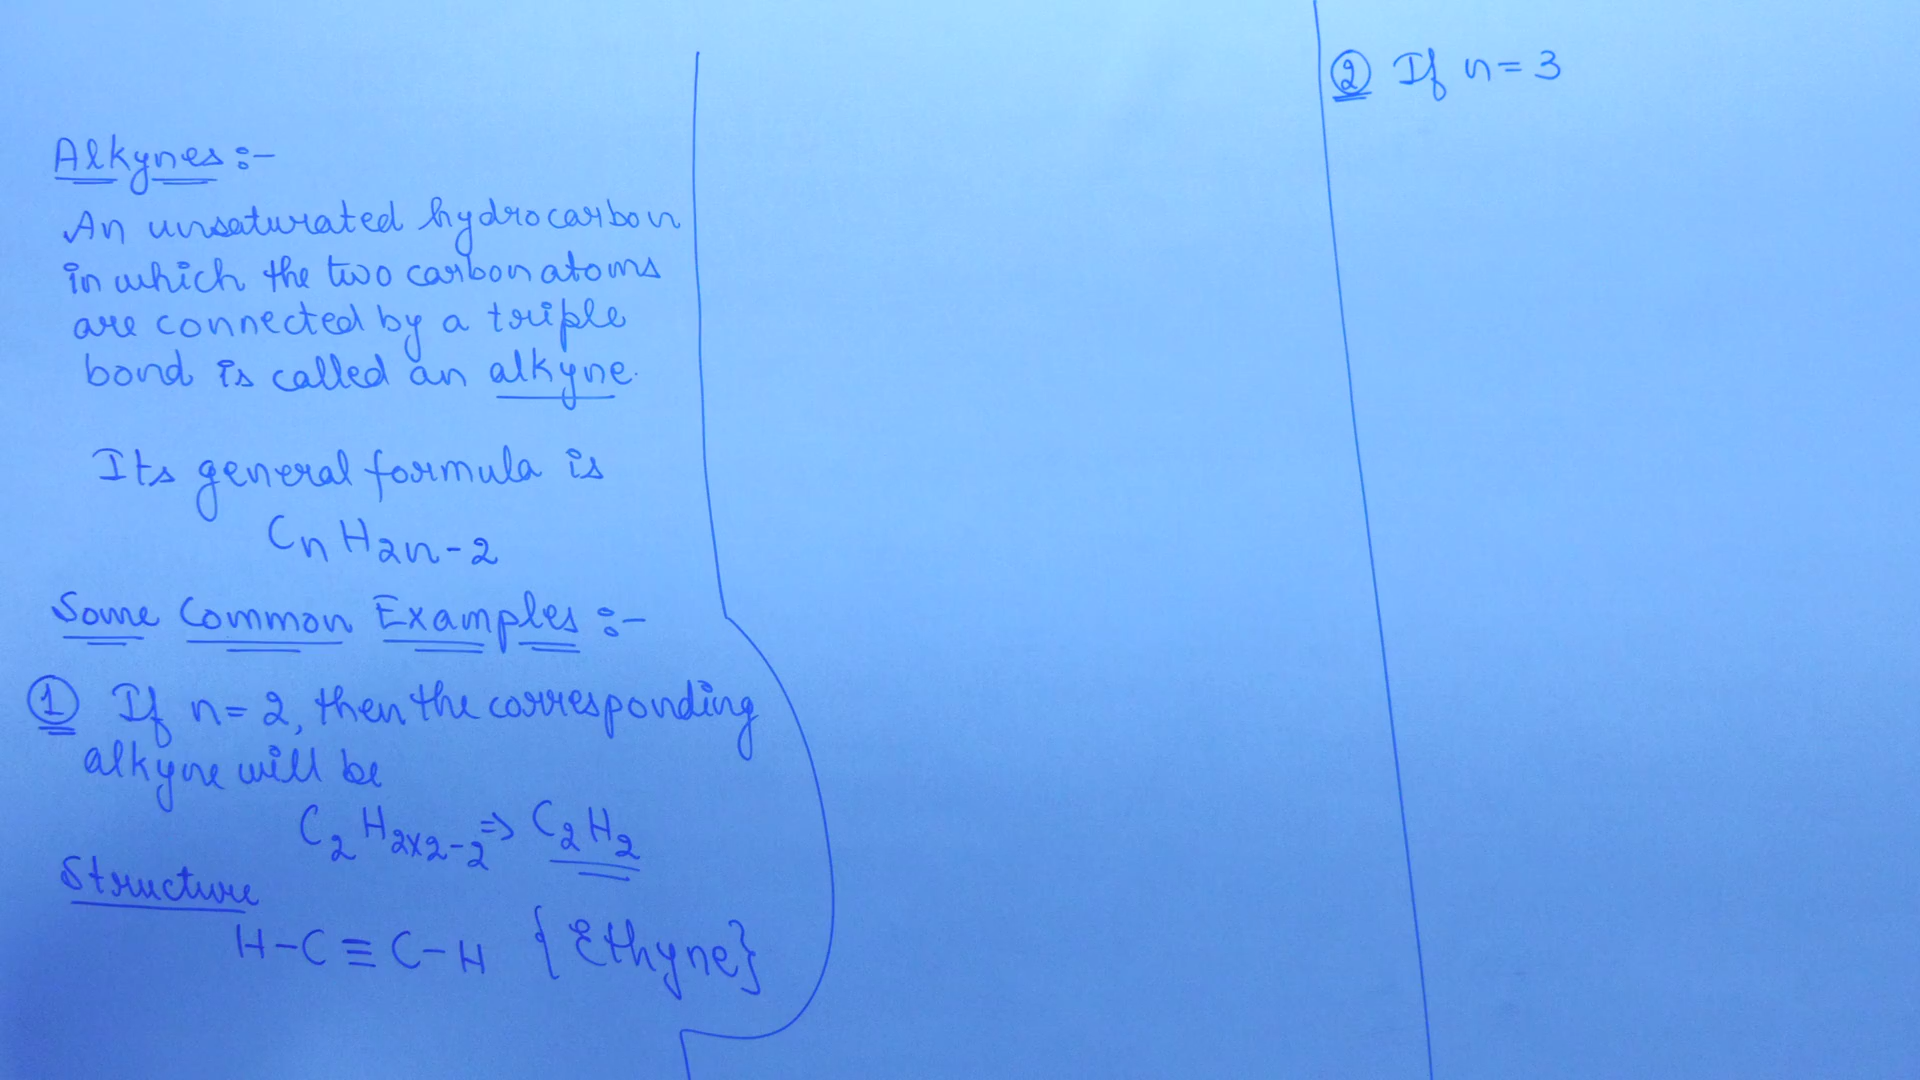 Alkynes :-
An unsaturated hydrocarbon
in which the two carbon atoms
are connected by a triple
bond is called an alkyne.
Its general formula is
CnH2n-2
Some Common Examples :-
① If n=2, then the corresponding
alkyne will be
C2H2x2-2 ⇒ C2H2
Structure
H-C≡C-H {Ethyne}
② If n=3